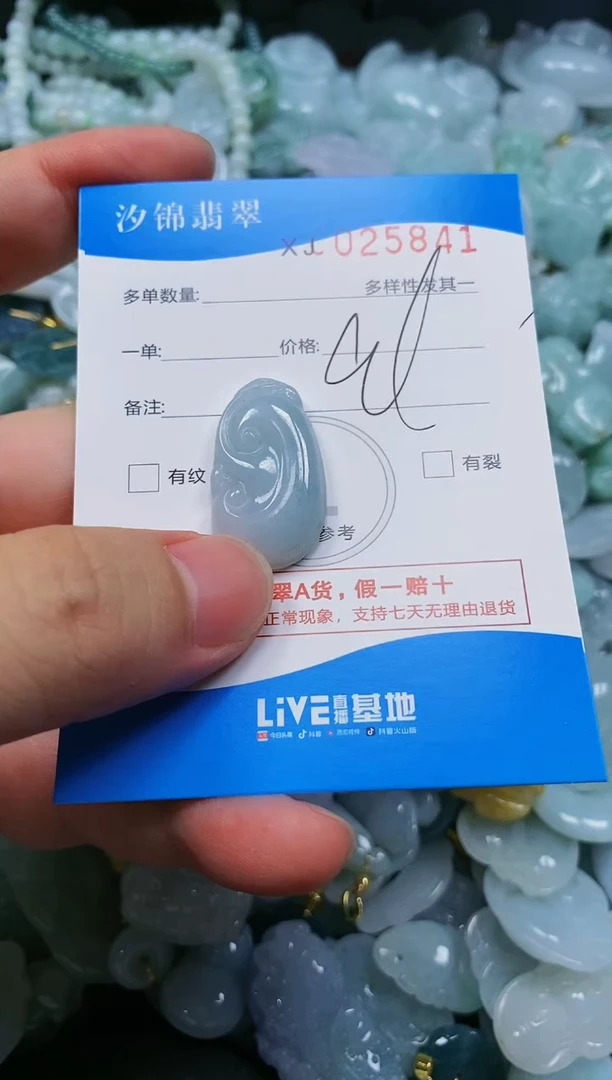 汐锦翡翠
XJL 025841
多单数量: 多样性发其一
一单: 价格:
备注:
有纹 有裂
参考
翠A货，假一赔十
正常现象，支持七天无理由退货
LiVE直播基地
今日头条 抖音 西瓜视频 抖音火山版